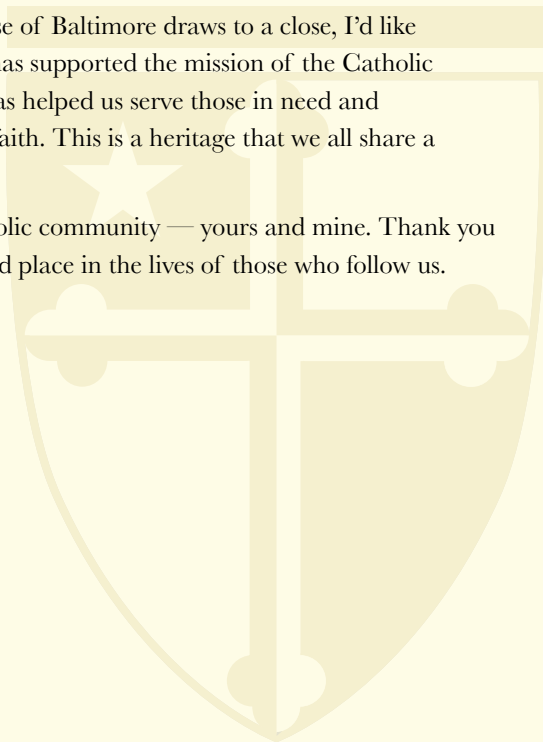 se of Baltimore draws to a close, I’d like
as supported the mission of the Catholic
as helped us serve those in need and
aith. This is a heritage that we all share a
olic community — yours and mine. Thank you
d place in the lives of those who follow us.